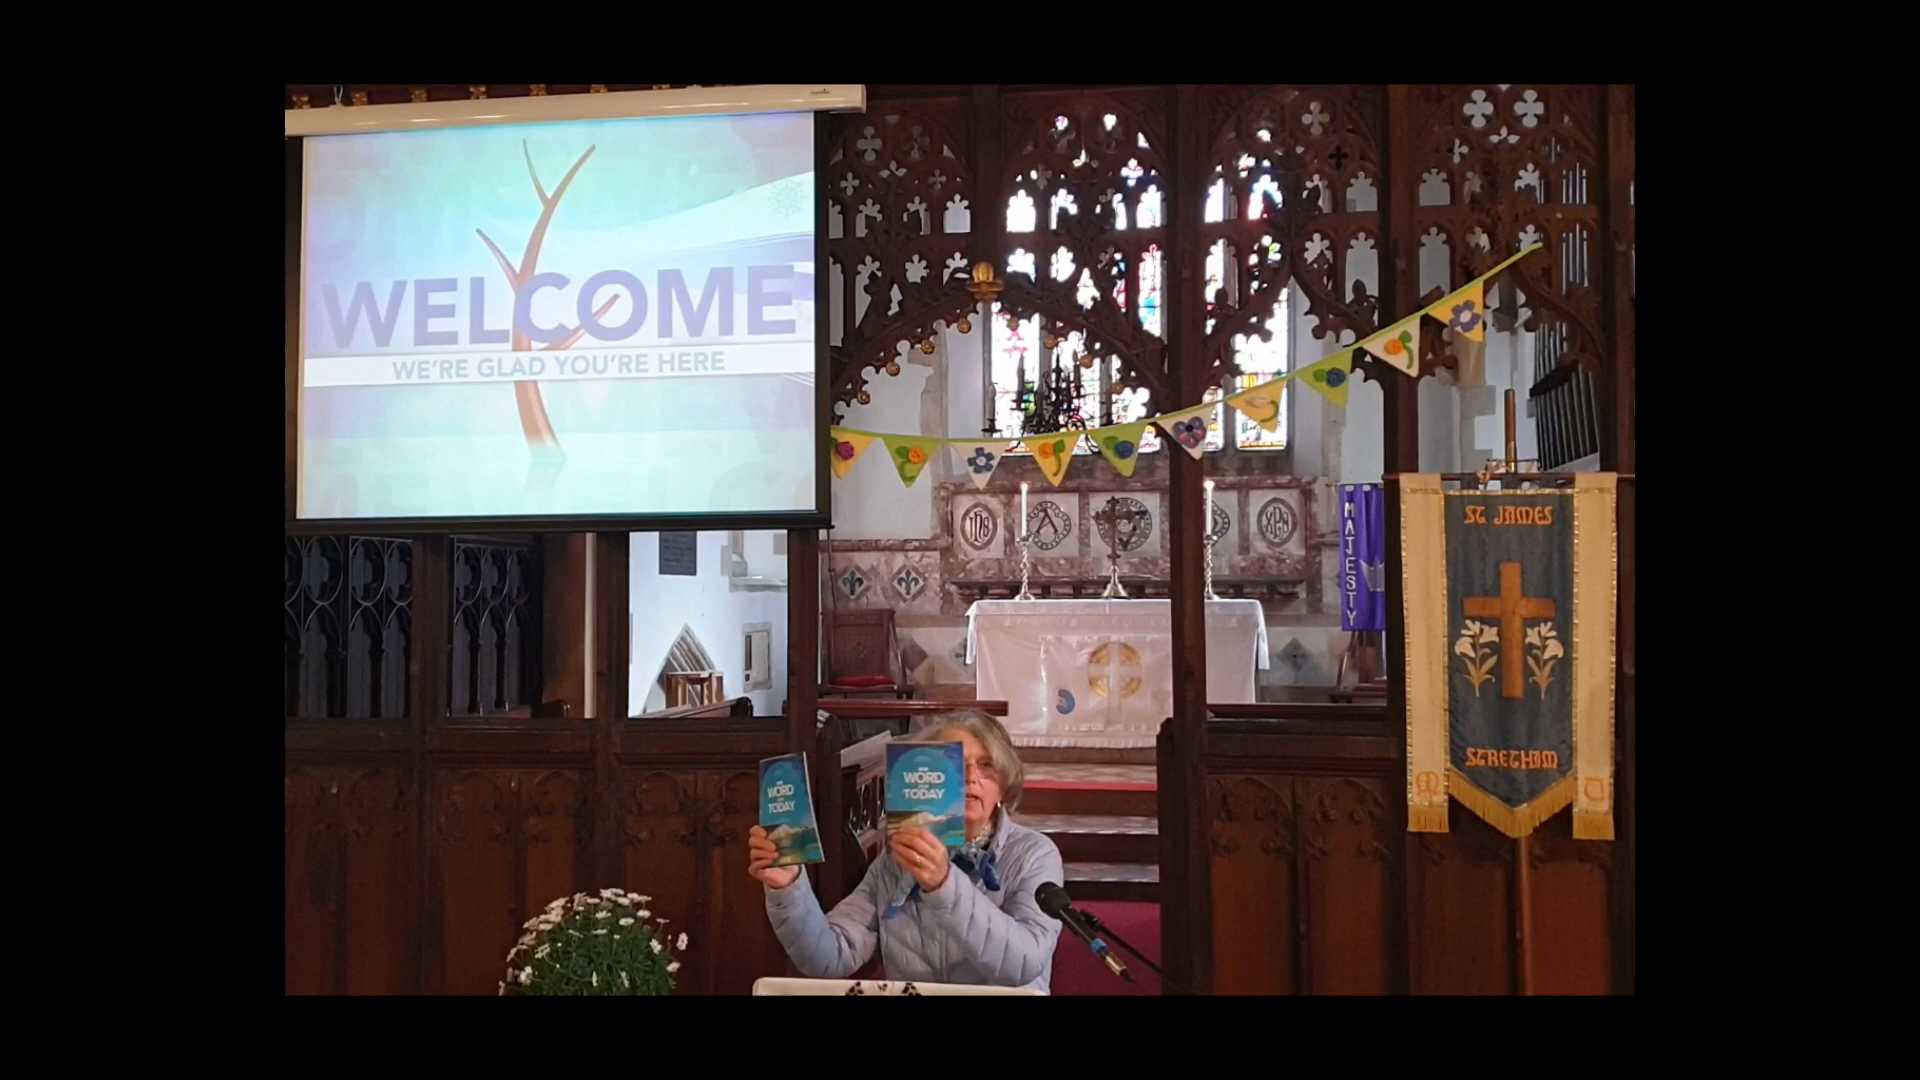 WELCOME
WE'RE GLAD YOU'RE HERE
MAJESTY
ST JAMES
STRETHAM
WORD
TODAY
WORD
TODAY